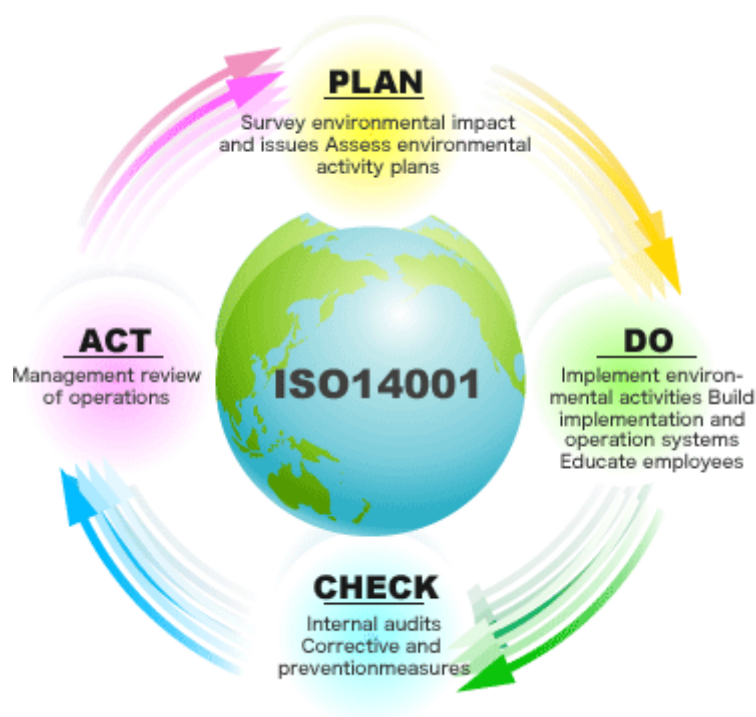 PLAN
Survey environmental impact
and issues Assess environmental
activity plans
ACT
Management review
of operations
ISO14001
DO
Implement environ-
mental activities Build
implementation and
operation systems
Educate employees
CHECK
Internal audits
Corrective and
preventionmeasures